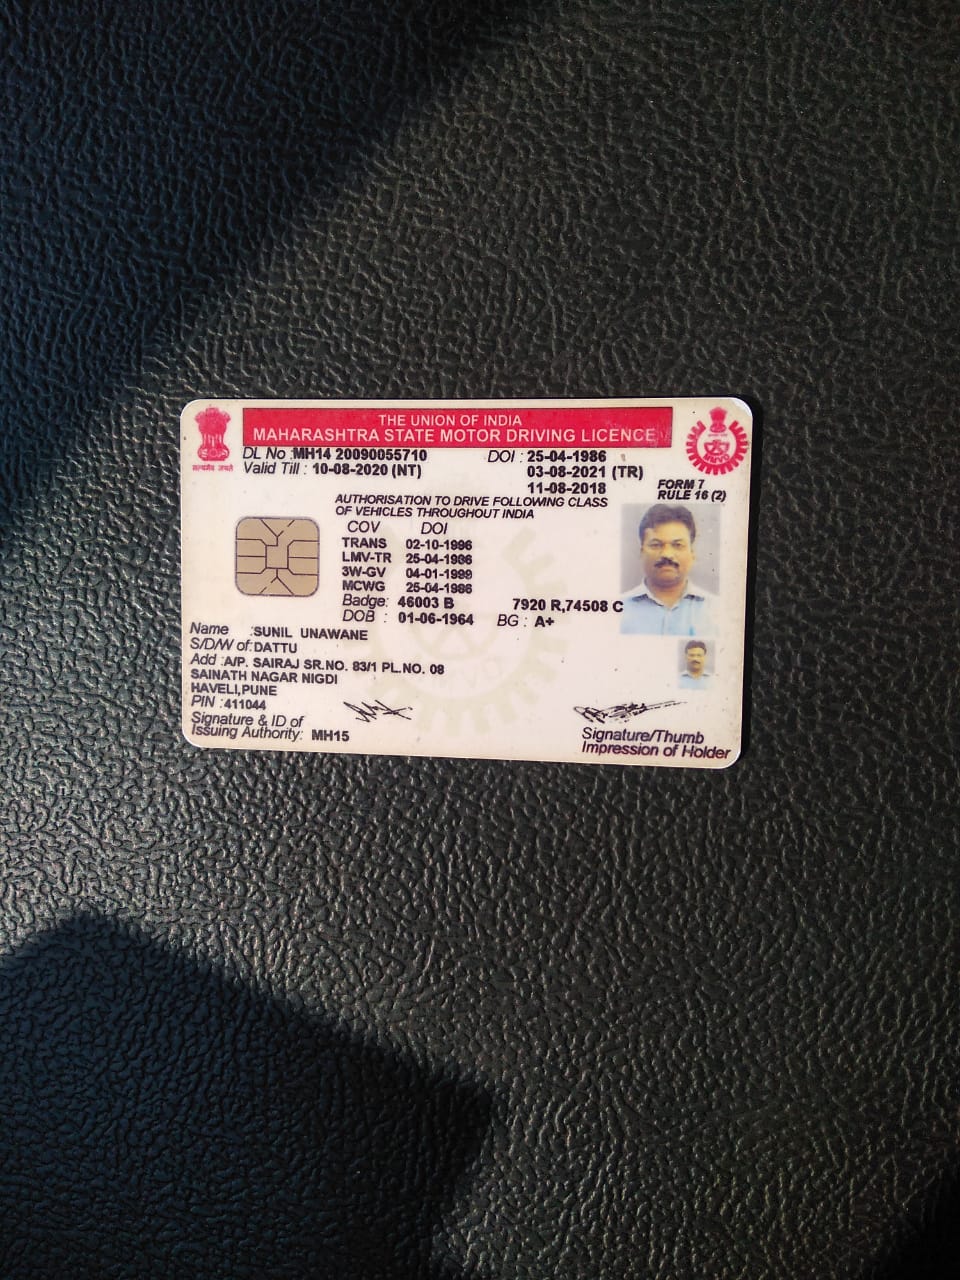 THE UNION OF INDIA
MAHARASHTRA STATE MOTOR DRIVING LICENCE
सत्यमेव जयते
DL No : MH14 20090055710 DOI : 25-04-1986
Valid Till : 10-08-2020 (NT) 03-08-2021 (TR)
11-08-2018
FORM 7
RULE 16 (2)
AUTHORISATION TO DRIVE FOLLOWING CLASS
OF VEHICLES THROUGHOUT INDIA
COV DOI
TRANS 02-10-1996
LMV-TR 25-04-1986
3W-GV 04-01-1999
MCWG 25-04-1986
Badge: 46003 B 7920 R,74508 C
DOB : 01-06-1964 BG : A+
Name :SUNIL UNAWANE
S/D/W of: DATTU
Add :A/P. SAIRAJ SR.NO. 83/1 PL.NO. 08
SAINATH NAGAR NIGDI
HAVELI,PUNE
PIN :411044
Signature & ID of
Issuing Authority: MH15
Signature/Thumb
Impression of Holder